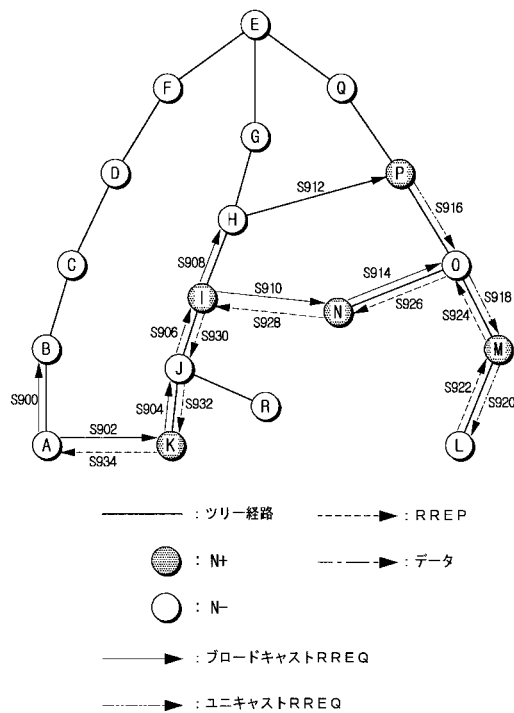 E
F
Q
G
P
D
S912
H
S916
C
S908
S914
O
I
S910
S918
N
S926
S928
S924
B
S906
S930
M
J
S922
S900
S904
S932
R
S920
A
S902
K
L
S934
：ツリー経路
：RREP
：N+
：データ
：N−
：ブロードキャストRREQ
：ユニキャストRREQ